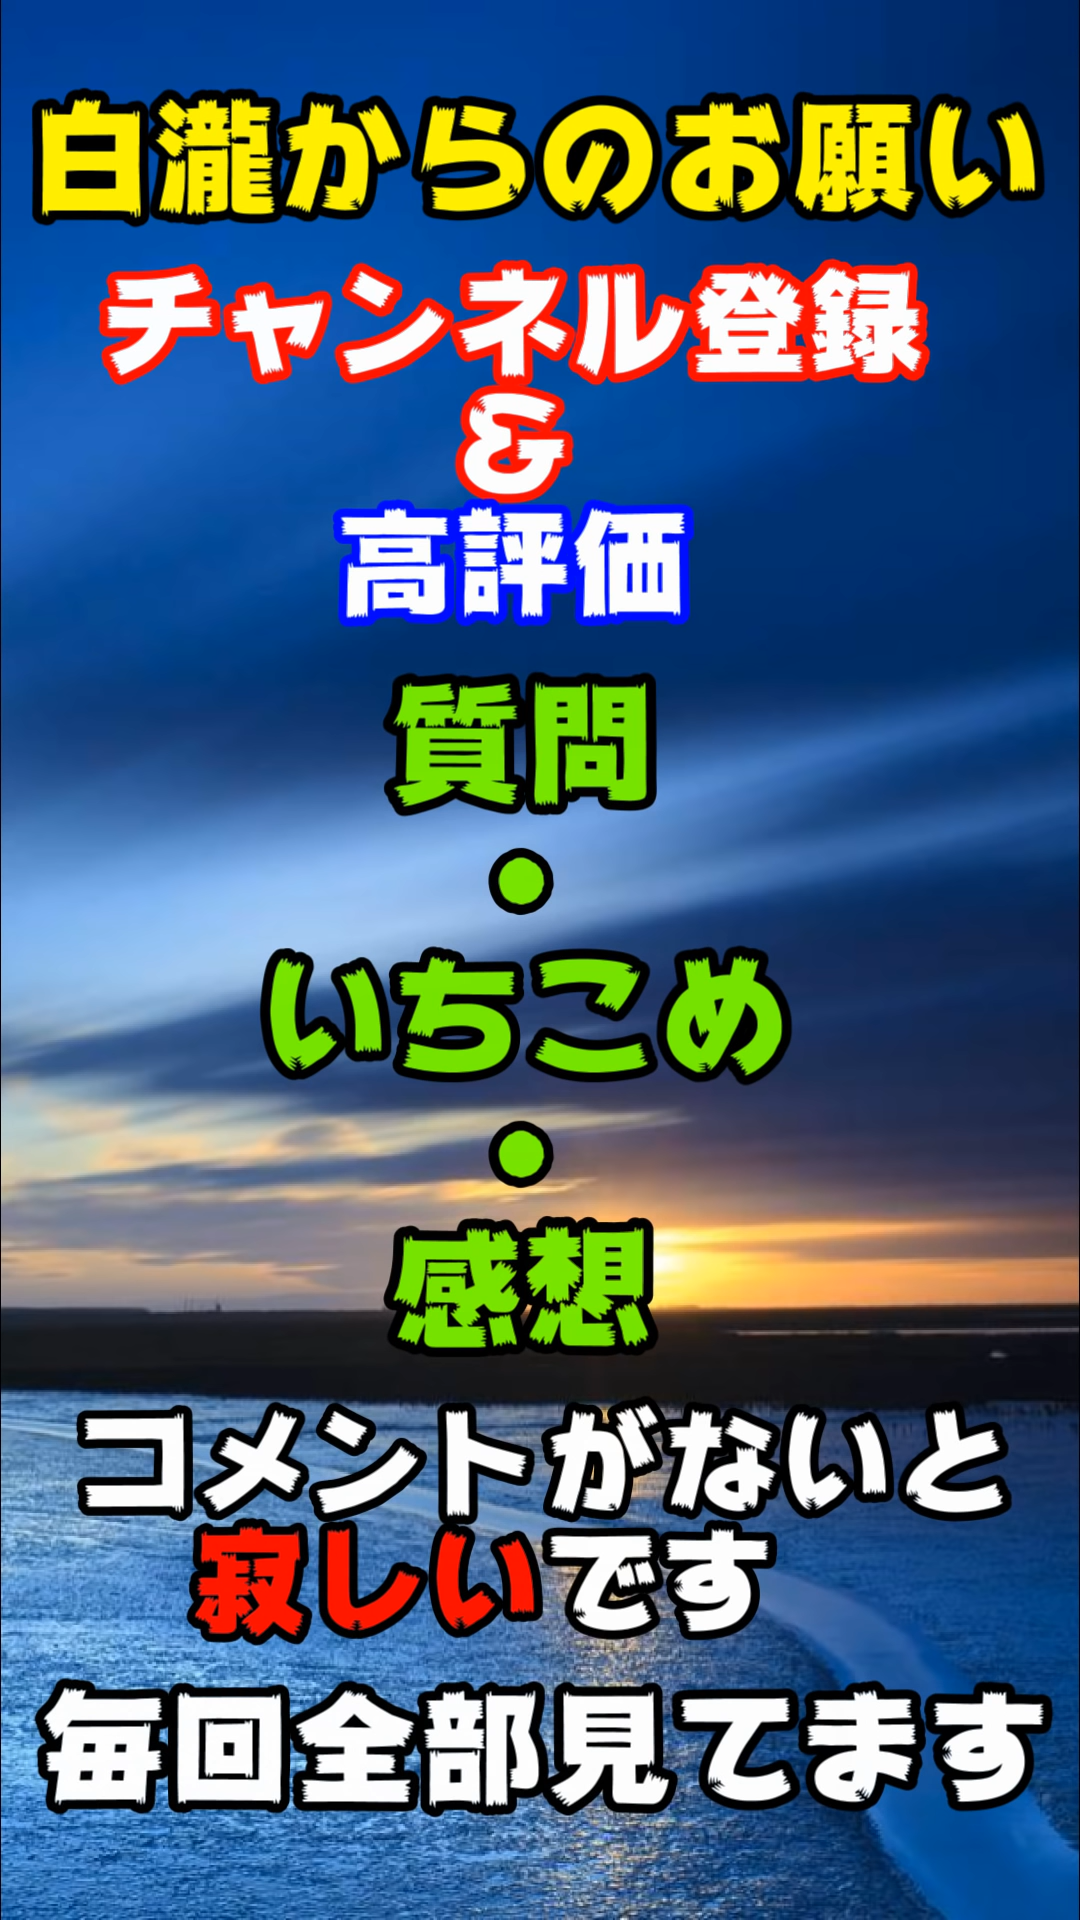 白瀧からのお願い
チャンネル登録
&
高評価
質問
・
いちこめ
・
感想
コメントがないと
寂しいです
毎回全部見てます